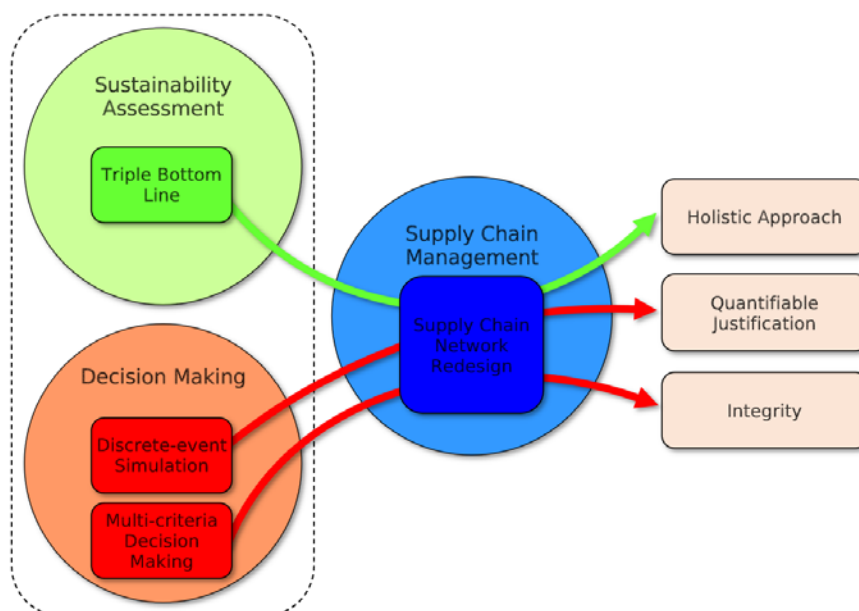 Sustainability
Assessment
Triple Bottom
Line
Decision Making
Discrete-event
Simulation
Multi-criteria
Decision
Making
Supply Chain
Management
Supply Chain
Network
Redesign
Holistic Approach
Quantifiable
Justification
Integrity